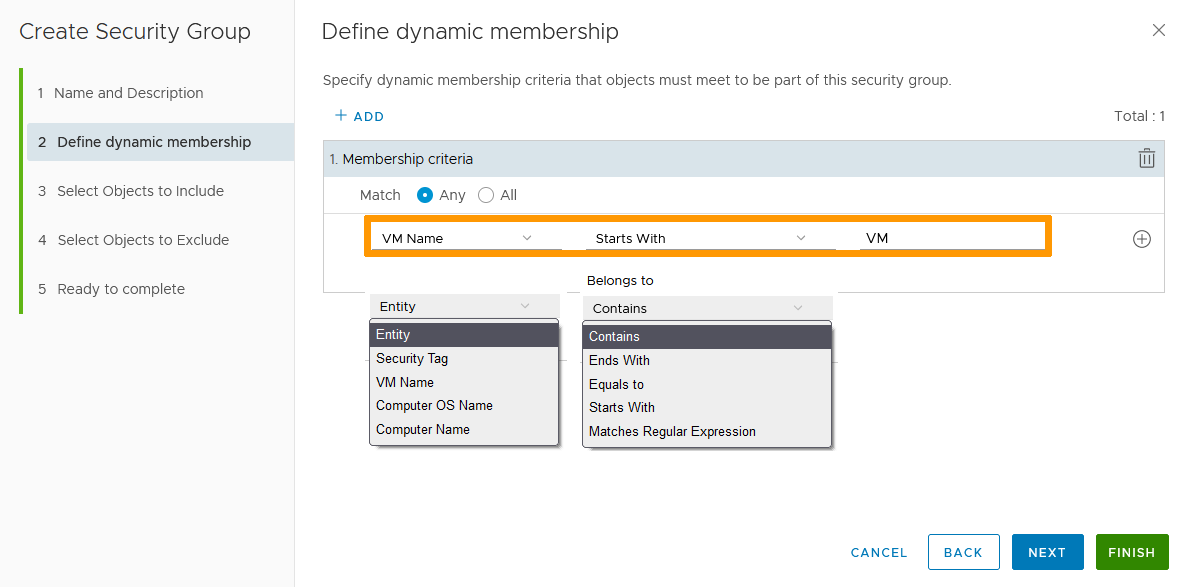 Create Security Group
1 Name and Description
2 Define dynamic membership
3 Select Objects to Include
4 Select Objects to Exclude
5 Ready to complete
Define dynamic membership
Specify dynamic membership criteria that objects must meet to be part of this security group.
+ ADD
Total : 1
1. Membership criteria
Match Any All
VM Name Starts With VM
Belongs to
Entity
Entity
Security Tag
VM Name
Computer OS Name
Computer Name
Contains
Contains
Ends With
Equals to
Starts With
Matches Regular Expression
CANCEL BACK NEXT FINISH